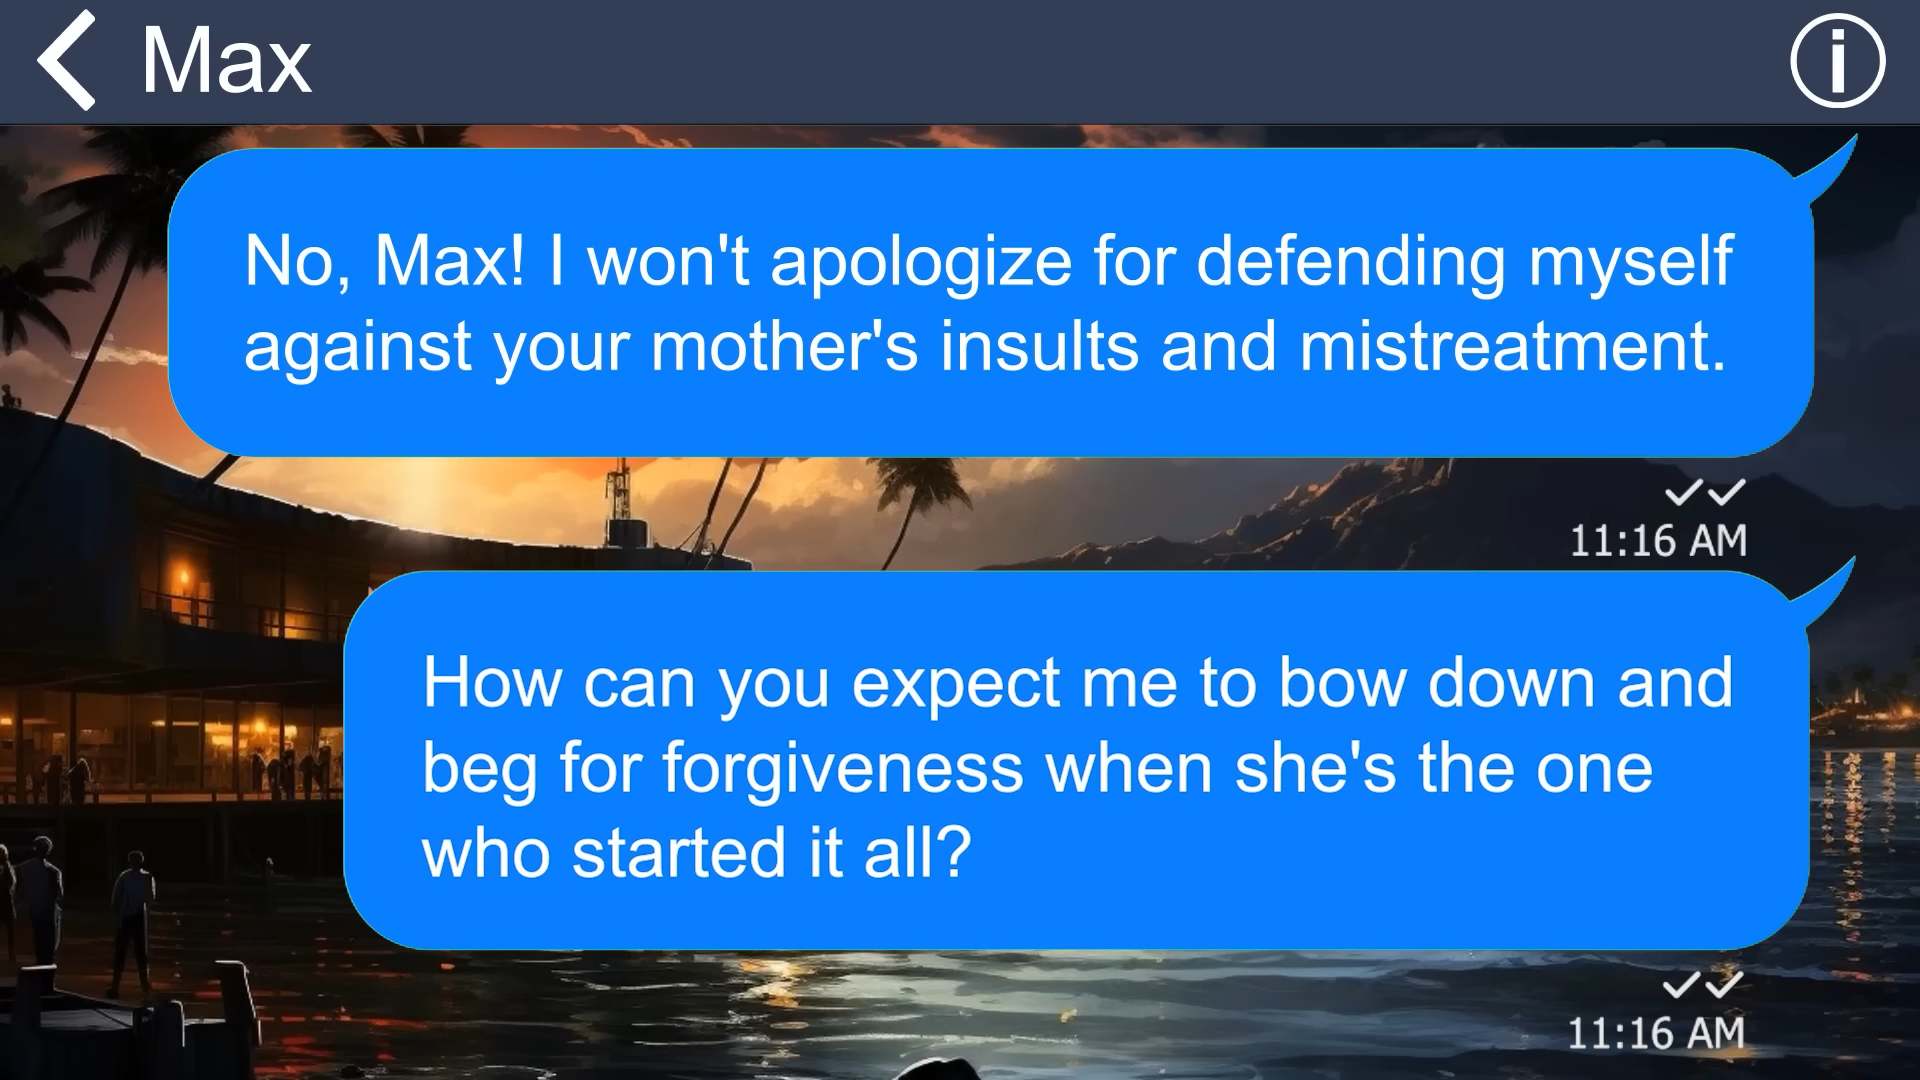 Max
No, Max! I won't apologize for defending myself
against your mother's insults and mistreatment.
11:16 AM
How can you expect me to bow down and
beg for forgiveness when she's the one
who started it all?
11:16 AM